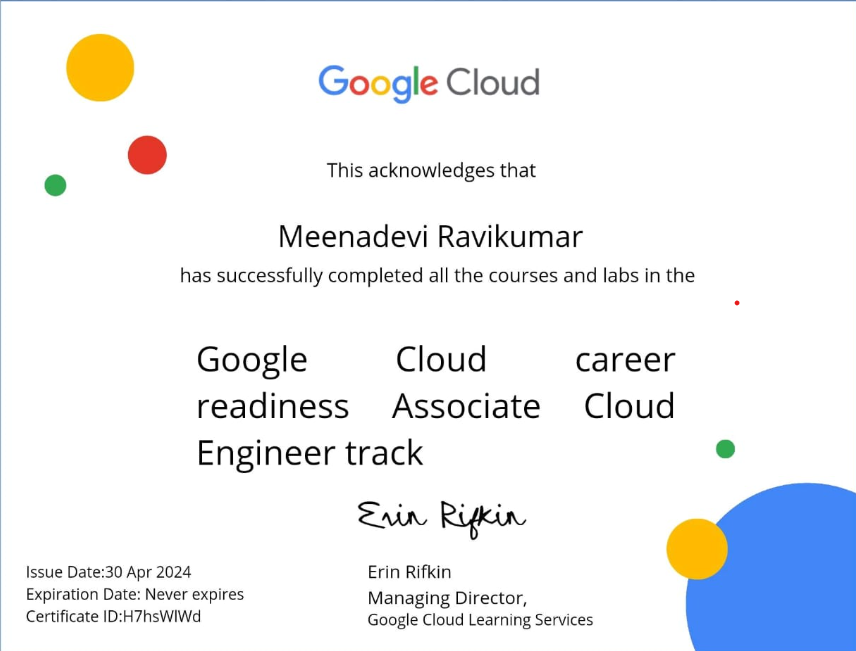 Google Cloud
This acknowledges that
Meenadevi Ravikumar
has successfully completed all the courses and labs in the
Google Cloud career
readiness Associate Cloud
Engineer track
Erin Rifkin
Issue Date:30 Apr 2024
Expiration Date: Never expires
Certificate ID:H7hsWlWd
Erin Rifkin
Managing Director,
Google Cloud Learning Services